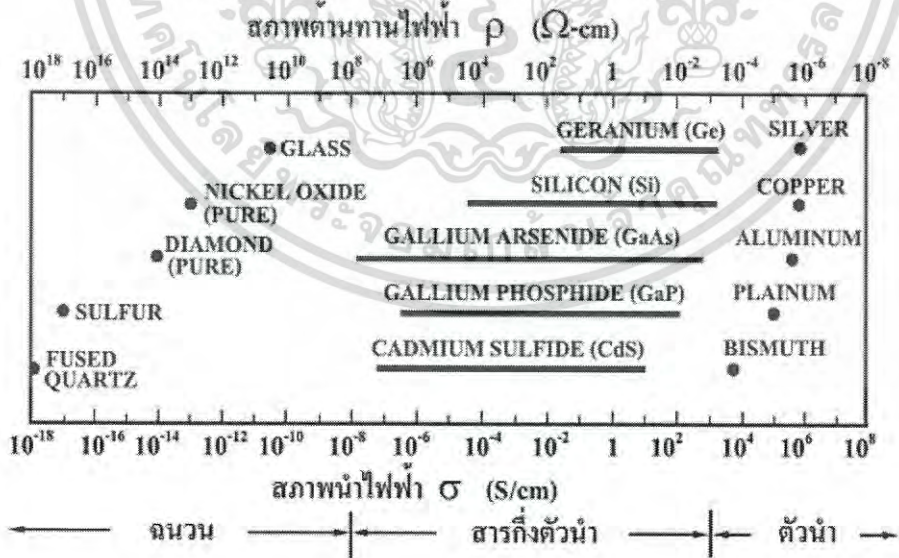 สภาพต้านทานไฟฟ้า ρ (Ω-cm)
10^18 10^16 10^14 10^12 10^10 10^8 10^6 10^4 10^2 1 10^-2 10^-4 10^-6 10^-8
GERANIUM (Ge) SILVER
GLASS
SILICON (Si) COPPER
NICKEL OXIDE
(PURE)
GALLIUM ARSENIDE (GaAs) ALUMINUM
DIAMOND
(PURE)
GALLIUM PHOSPHIDE (GaP) PLAINUM
SULFUR
CADMIUM SULFIDE (CdS) BISMUTH
FUSED
QUARTZ
10^-18 10^-16 10^-14 10^-12 10^-10 10^-8 10^-6 10^-4 10^-2 1 10^2 10^4 10^6 10^8
สภาพนำไฟฟ้า σ (S/cm)
ฉนวน สารกึ่งตัวนำ ตัวนำ